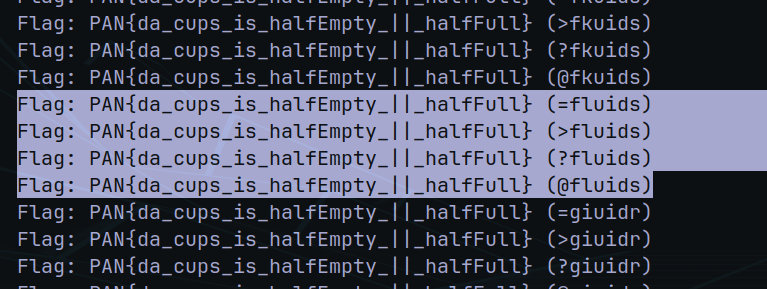 Flag: PAN{da_cups_is_halfEmpty_||_halfFull} (>fkuids)
Flag: PAN{da_cups_is_halfEmpty_||_halfFull} (?fkuids)
Flag: PAN{da_cups_is_halfEmpty_||_halfFull} (@fkuids)
Flag: PAN{da_cups_is_halfEmpty_||_halfFull} (=fluids)
Flag: PAN{da_cups_is_halfEmpty_||_halfFull} (>fluids)
Flag: PAN{da_cups_is_halfEmpty_||_halfFull} (?fluids)
Flag: PAN{da_cups_is_halfEmpty_||_halfFull} (@fluids)
Flag: PAN{da_cups_is_halfEmpty_||_halfFull} (=giuidr)
Flag: PAN{da_cups_is_halfEmpty_||_halfFull} (>giuidr)
Flag: PAN{da_cups_is_halfEmpty_||_halfFull} (?giuidr)